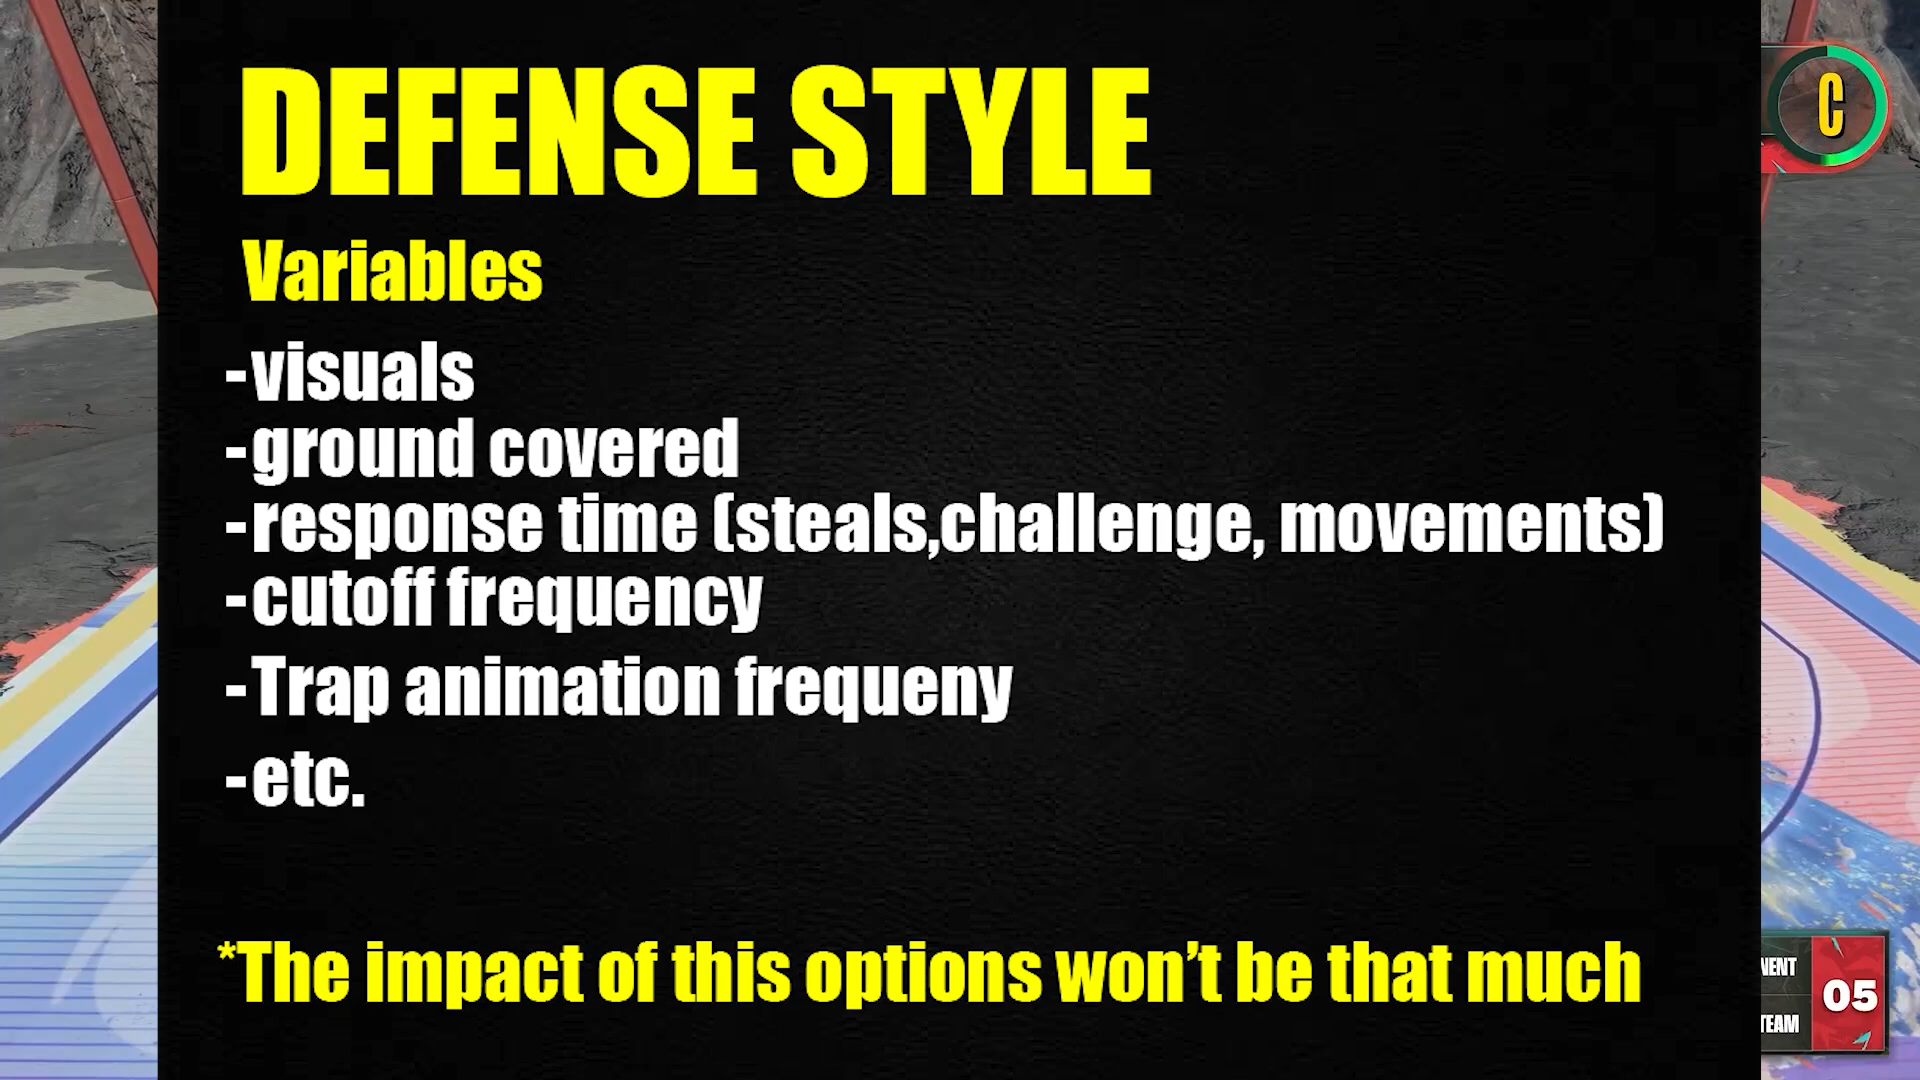 DEFENSE STYLE
Variables
-visuals
-ground covered
-response time (steals,challenge, movements)
-cutoff frequency
-Trap animation frequeny
-etc.
*The impact of this options won't be that much
C
05
TEAM